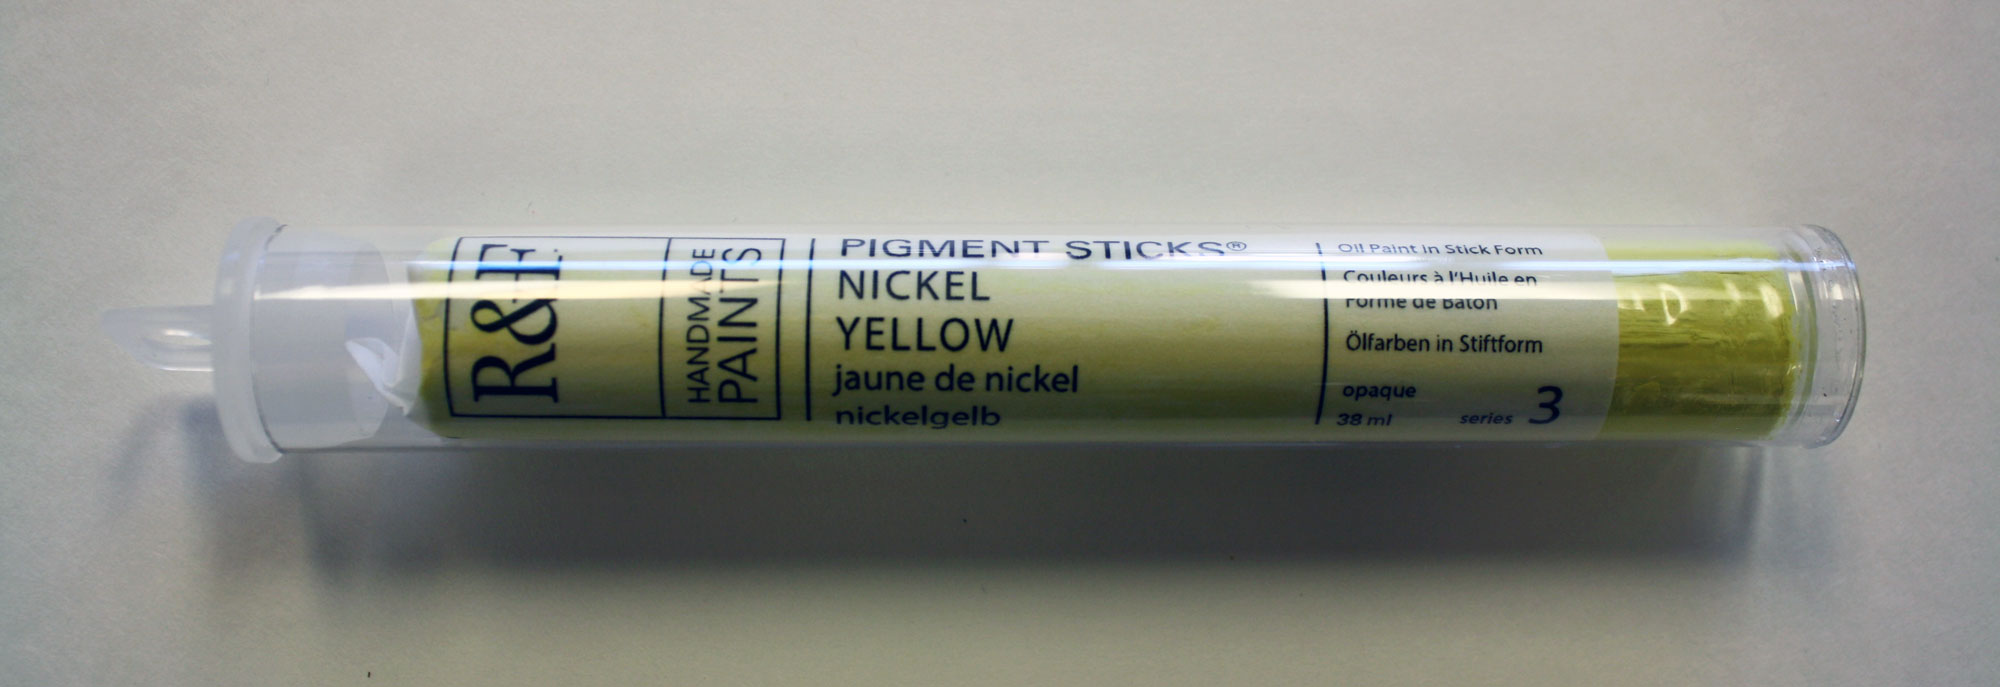 R&F
HANDMADE
PAINTS
PIGMENT STICKS®
NICKEL
YELLOW
jaune de nickel
nickelgelb
Oil Paint in Stick Form
Couleurs à l'Huile en
Forme de Baton
Ölfarben in Stiftform
opaque
38 ml series 3